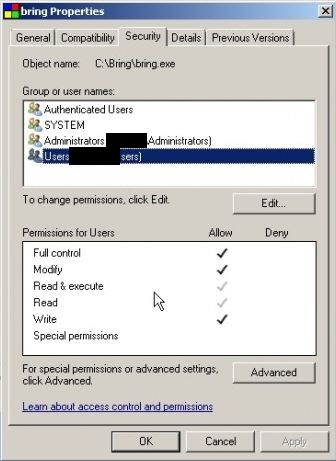 bring Properties
General Compatibility Security Details Previous Versions
Object name: C:\Bring\bring.exe
Group or user names:
Authenticated Users
SYSTEM
Administrators Administrators)
Users sers)
To change permissions, click Edit.
Edit...
Permissions for Users Allow Deny
Full control
Modify
Read & execute
Read
Write
Special permissions
For special permissions or advanced settings,
click Advanced.
Advanced
Learn about access control and permissions
OK Cancel Apply